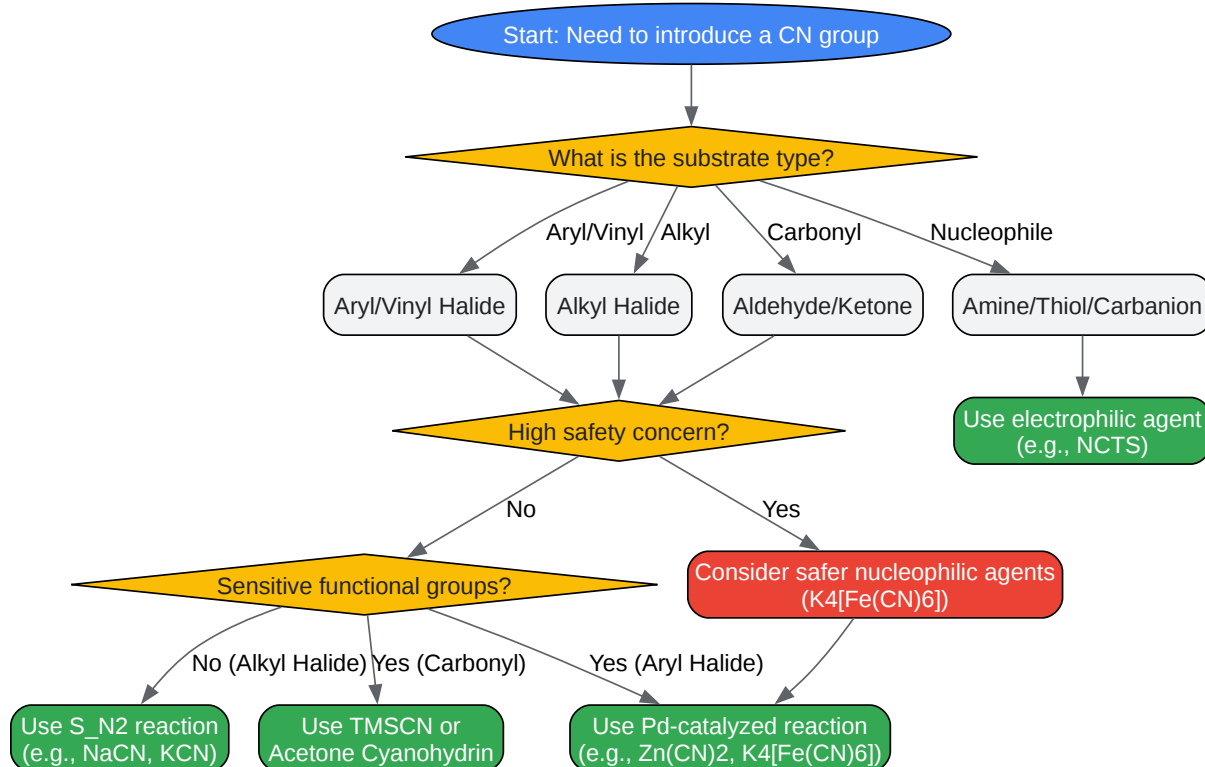 Start: Need to introduce a CN group
What is the substrate type?
Aryl/Vinyl
Alkyl
Carbonyl
Nucleophile
Aryl/Vinyl Halide
Alkyl Halide
Aldehyde/Ketone
Amine/Thiol/Carbanion
High safety concern?
Use electrophilic agent
(e.g., NCTS)
No
Yes
Sensitive functional groups?
Consider safer nucleophilic agents
(K4[Fe(CN)6])
No (Alkyl Halide)
Yes (Carbonyl)
Yes (Aryl Halide)
Use S_N2 reaction
(e.g., NaCN, KCN)
Use TMSCN or
Acetone Cyanohydrin
Use Pd-catalyzed reaction
(e.g., Zn(CN)2, K4[Fe(CN)6])